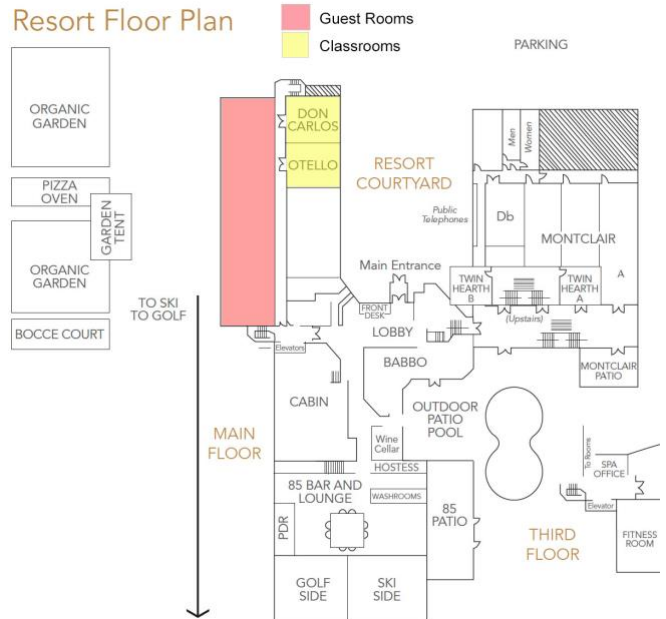 Resort Floor Plan
Guest Rooms
Classrooms
PARKING
ORGANIC
GARDEN
PIZZA
OVEN
GARDEN
TENT
ORGANIC
GARDEN
BOCCE COURT
TO SKI
TO GOLF
DON
CARLOS
OTELLO
RESORT
COURTYARD
Men
Women
Public
Telephones
Db
MONTCLAIR
A
Main Entrance
TWIN
HEARTH
B
TWIN
HEARTH
A
(Upstairs)
FRONT
DESK
LOBBY
BABBO
Elevators
MONTCLAIR
PATIO
CABIN
OUTDOOR
PATIO
POOL
MAIN
FLOOR
Wine
Cellar
HOSTESS
To Rooms
SPA
OFFICE
85 BAR AND
LOUNGE
WASHROOMS
PDR
85
PATIO
Elevator
THIRD
FLOOR
FITNESS
ROOM
GOLF
SIDE
SKI
SIDE